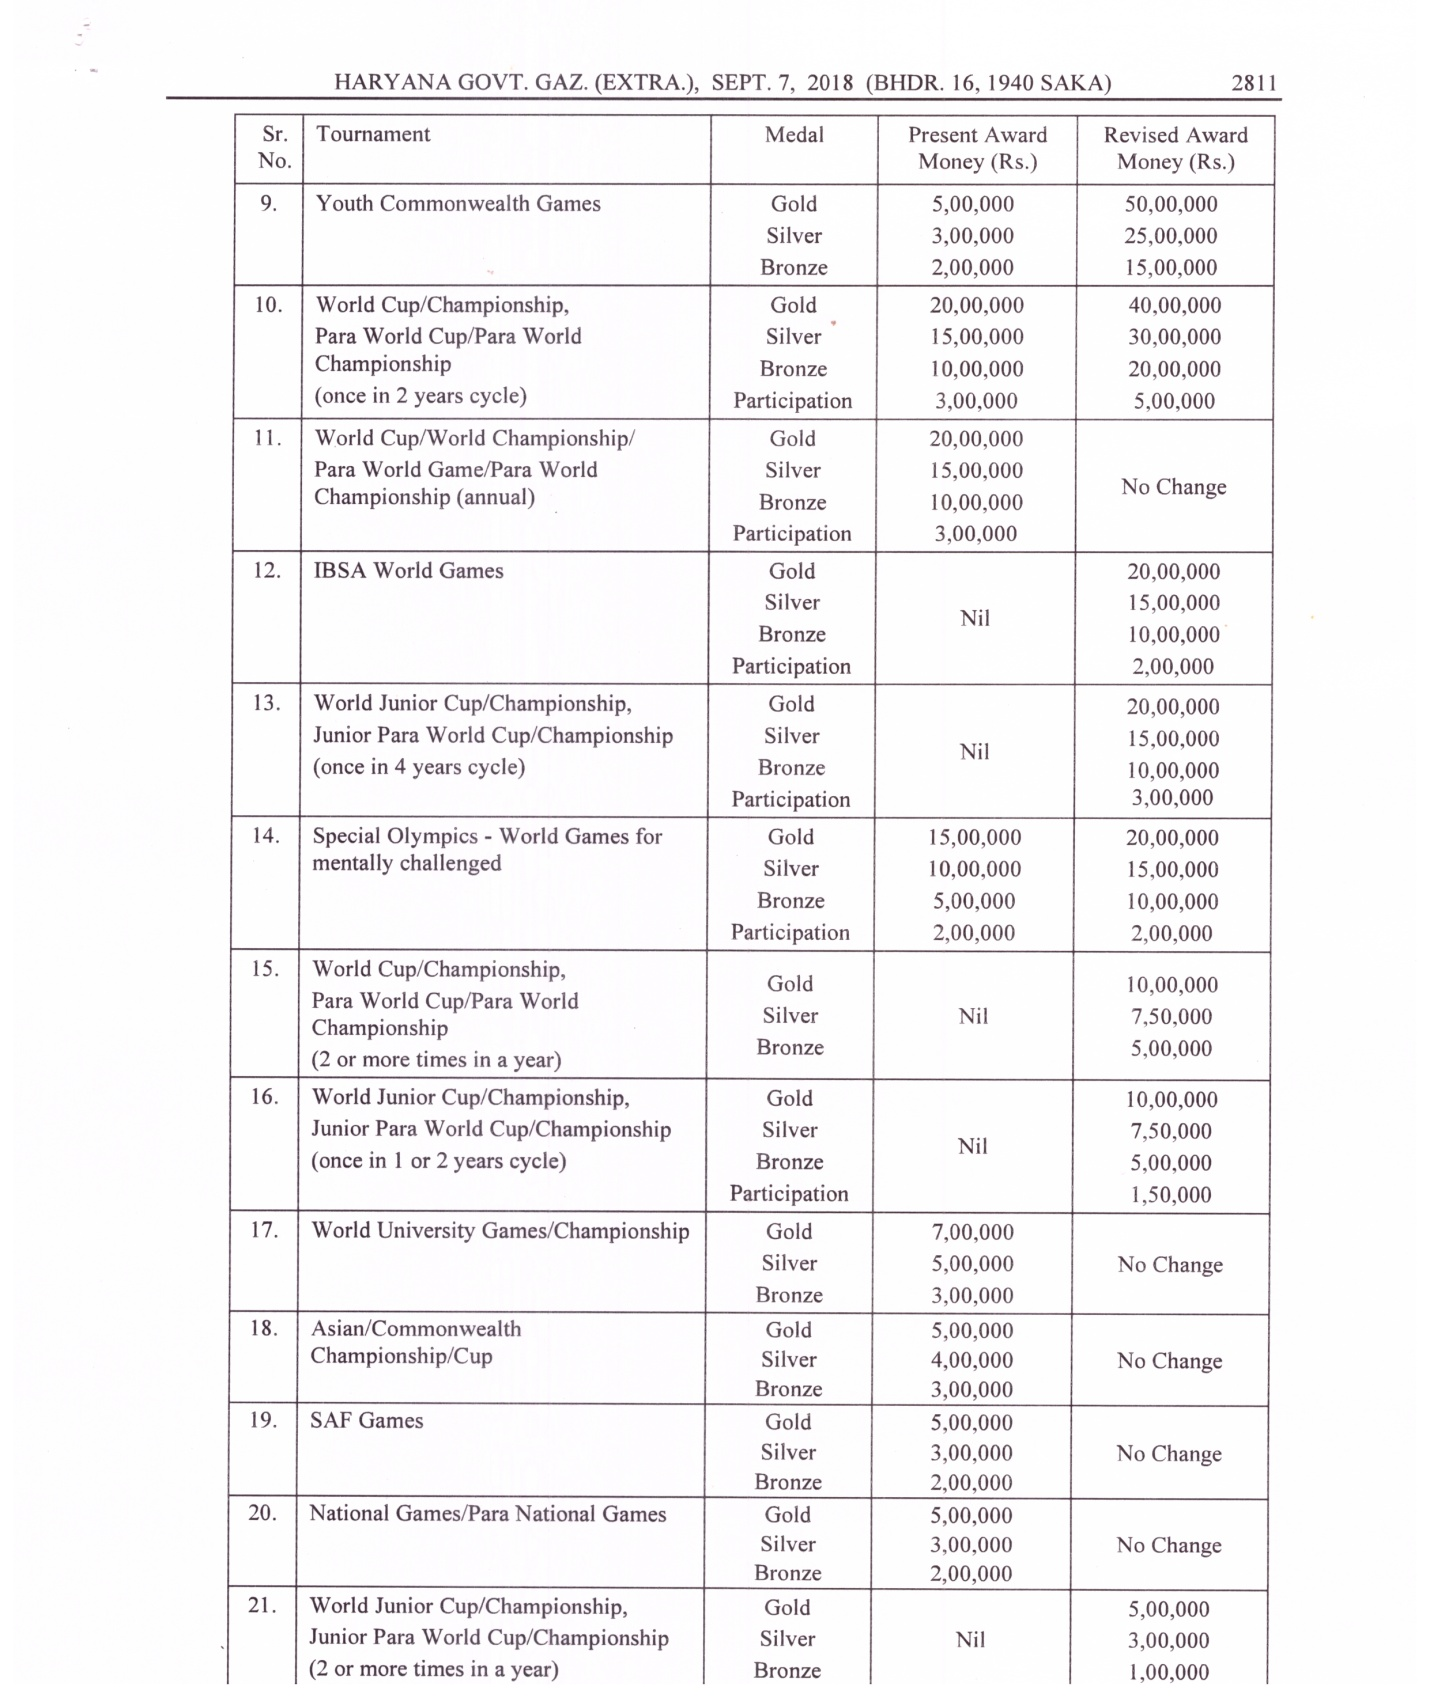 HARYANA GOVT. GAZ. (EXTRA.), SEPT. 7, 2018 (BHDR. 16, 1940 SAKA) 2811
Sr. Tournament Medal Present Award Revised Award
No. Money (Rs.) Money (Rs.)
9. Youth Commonwealth Games Gold 5,00,000 50,00,000
Silver 3,00,000 25,00,000
Bronze 2,00,000 15,00,000
10. World Cup/Championship, Gold 20,00,000 40,00,000
Para World Cup/Para World Silver 15,00,000 30,00,000
Championship Bronze 10,00,000 20,00,000
(once in 2 years cycle) Participation 3,00,000 5,00,000
11. World Cup/World Championship/ Gold 20,00,000
Para World Game/Para World Silver 15,00,000
Championship (annual) Bronze 10,00,000 No Change
Participation 3,00,000
12. IBSA World Games Gold 20,00,000
Silver Nil 15,00,000
Bronze 10,00,000
Participation 2,00,000
13. World Junior Cup/Championship, Gold 20,00,000
Junior Para World Cup/Championship Silver Nil 15,00,000
(once in 4 years cycle) Bronze 10,00,000
Participation 3,00,000
14. Special Olympics - World Games for Gold 15,00,000 20,00,000
mentally challenged Silver 10,00,000 15,00,000
Bronze 5,00,000 10,00,000
Participation 2,00,000 2,00,000
15. World Cup/Championship, Gold 10,00,000
Para World Cup/Para World Silver Nil 7,50,000
Championship Bronze 5,00,000
(2 or more times in a year)
16. World Junior Cup/Championship, Gold 10,00,000
Junior Para World Cup/Championship Silver Nil 7,50,000
(once in 1 or 2 years cycle) Bronze 5,00,000
Participation 1,50,000
17. World University Games/Championship Gold 7,00,000
Silver 5,00,000 No Change
Bronze 3,00,000
18. Asian/Commonwealth Gold 5,00,000
Championship/Cup Silver 4,00,000 No Change
Bronze 3,00,000
19. SAF Games Gold 5,00,000
Silver 3,00,000 No Change
Bronze 2,00,000
20. National Games/Para National Games Gold 5,00,000
Silver 3,00,000 No Change
Bronze 2,00,000
21. World Junior Cup/Championship, Gold 5,00,000
Junior Para World Cup/Championship Silver Nil 3,00,000
(2 or more times in a year) Bronze 1,00,000